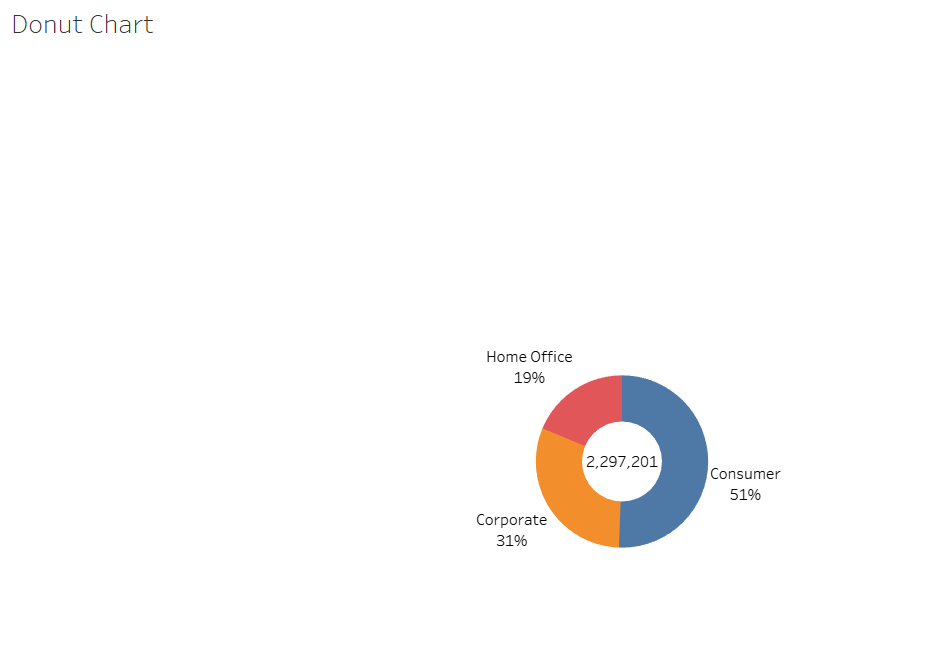 Donut Chart
Home Office
19%
2,297,201
Consumer
51%
Corporate
31%